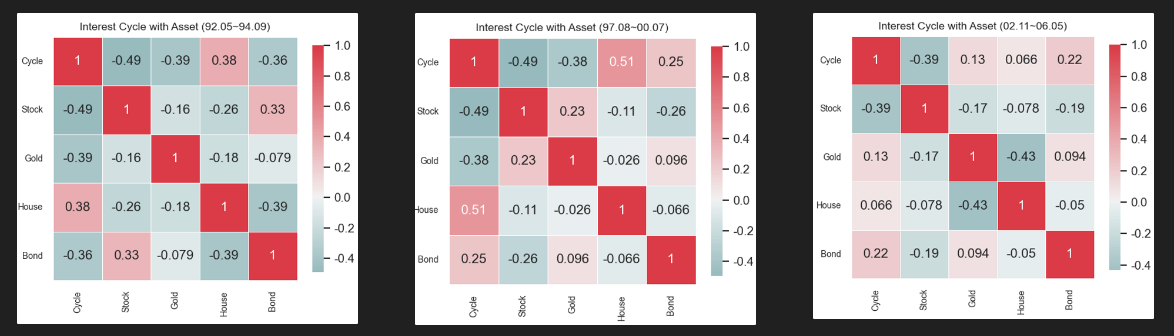 Interest Cycle with Asset (92.05~94.09)
Cycle 1 -0.49 -0.39 0.38 -0.36
Stock -0.49 1 -0.16 -0.26 0.33
Gold -0.39 -0.16 1 -0.18 -0.079
House 0.38 -0.26 -0.18 1 -0.39
Bond -0.36 0.33 -0.079 -0.39 1
Cycle Stock Gold House Bond
1.0
0.8
0.6
0.4
0.2
0.0
-0.2
-0.4
Interest Cycle with Asset (97.08~00.07)
Cycle 1 -0.49 -0.38 0.51 0.25
Stock -0.49 1 0.23 -0.11 -0.26
Gold -0.38 0.23 1 -0.026 0.096
House 0.51 -0.11 -0.026 1 -0.066
Bond 0.25 -0.26 0.096 -0.066 1
Cycle Stock Gold House Bond
1.0
0.8
0.6
0.4
0.2
0.0
-0.2
-0.4
Interest Cycle with Asset (02.11~06.05)
Cycle 1 -0.39 0.13 0.066 0.22
Stock -0.39 1 -0.17 -0.078 -0.19
Gold 0.13 -0.17 1 -0.43 0.094
House 0.066 -0.078 -0.43 1 -0.05
Bond 0.22 -0.19 0.094 -0.05 1
Cycle Stock Gold House Bond
1.0
0.8
0.6
0.4
0.2
0.0
-0.2
-0.4